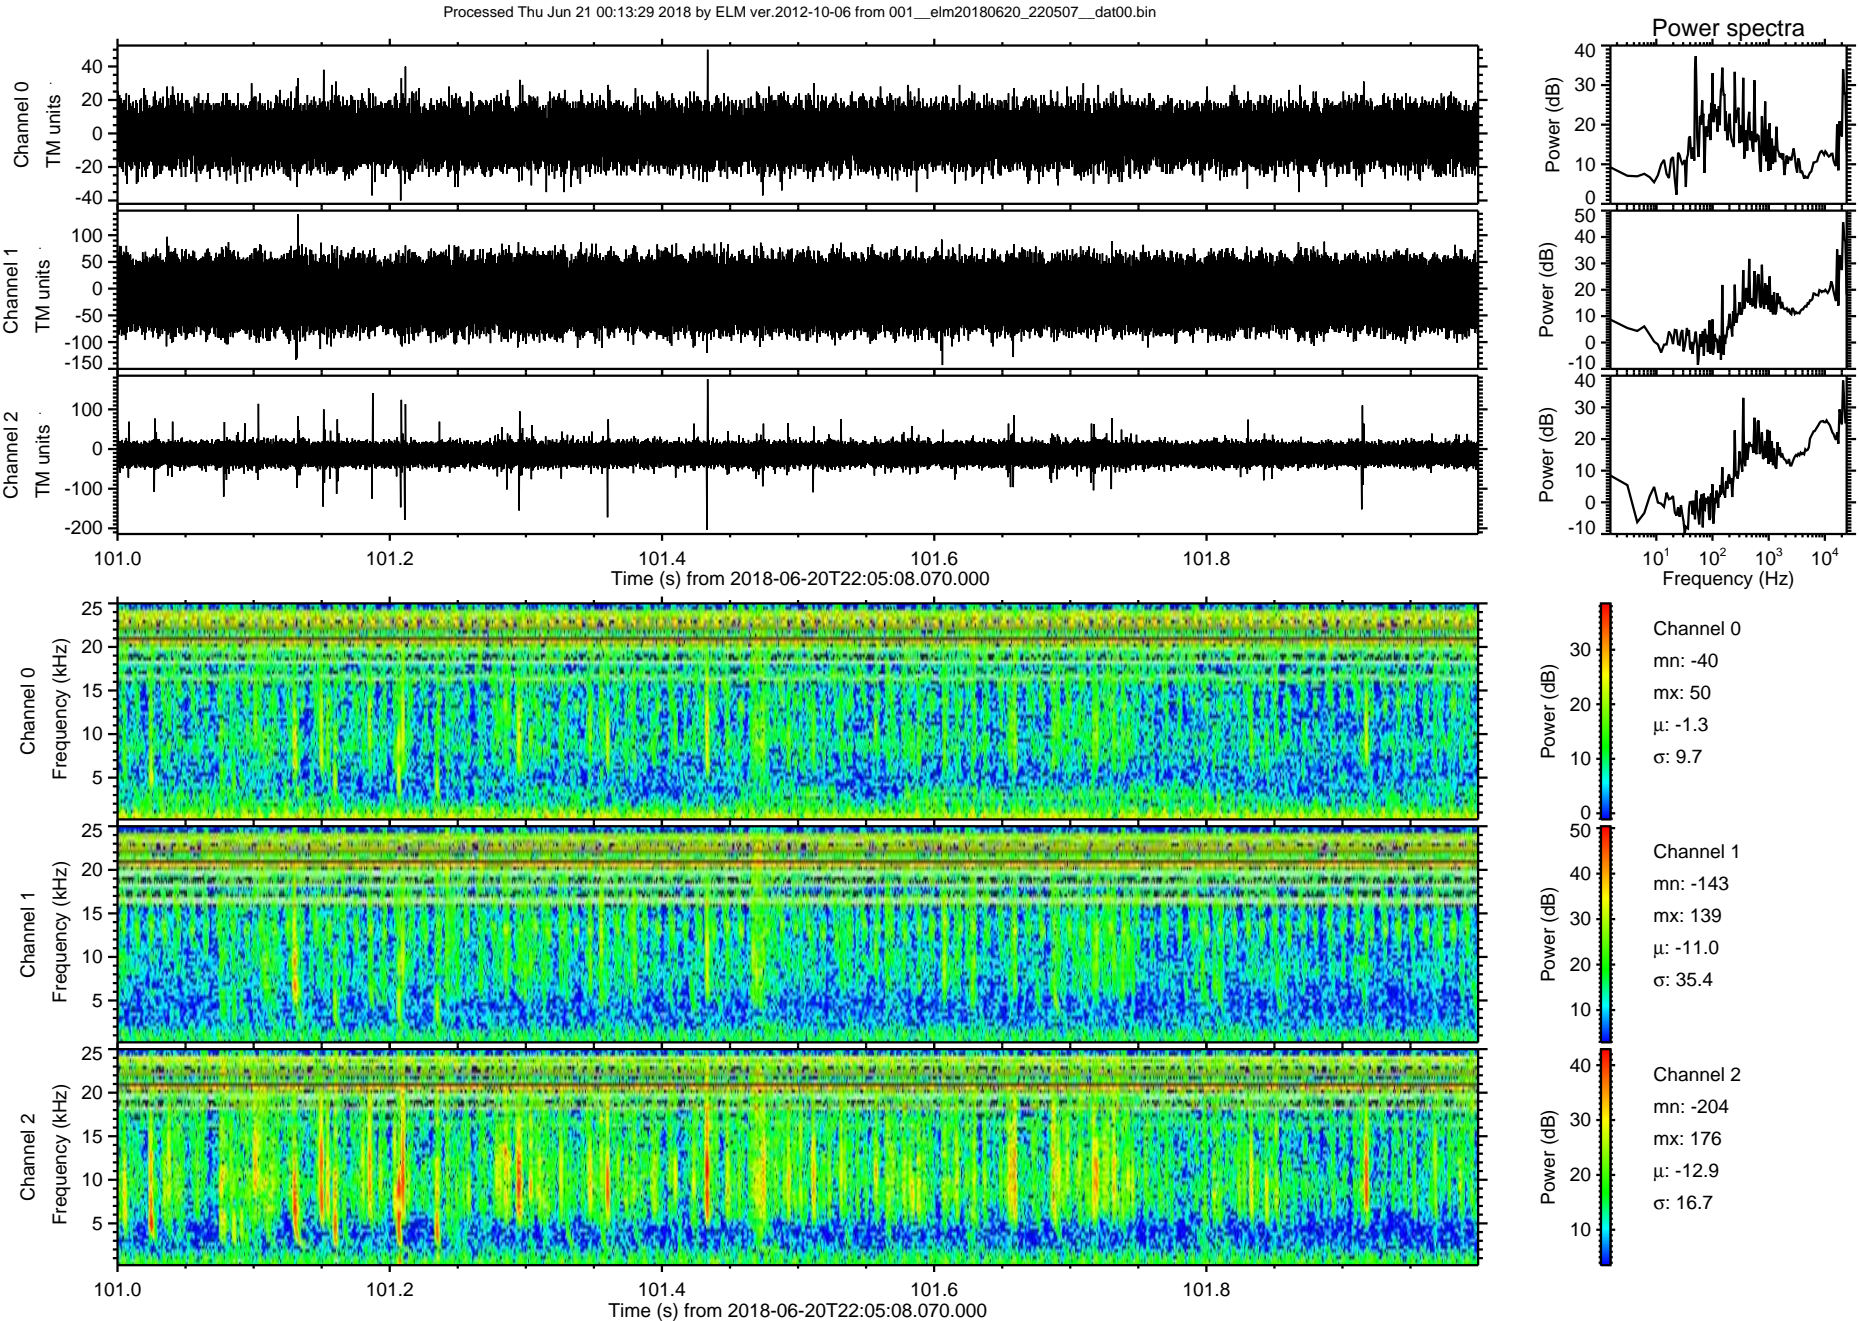 Processed Thu Jun 21 00:13:29 2018 by ELM ver.2012-10-06 from 001__elm20180620_220507__dat00.bin
Power spectra
Channel 0
TM units
40
20
0
-20
-40
Power (dB)
40
30
20
10
0
Channel 1
TM units
100
50
0
-50
-100
-150
Power (dB)
50
40
30
20
10
0
-10
Channel 2
TM units
100
0
-100
-200
Power (dB)
40
30
20
10
0
-10
101.0 101.2 101.4 101.6 101.8
Time (s) from 2018-06-20T22:05:08.070.000
10¹ 10² 10³ 10⁴
Frequency (Hz)
Channel 0
Frequency (kHz)
25
20
15
10
5
Power (dB)
30
20
10
0
Channel 0
mn: -40
mx: 50
µ: -1.3
σ: 9.7
Channel 1
Frequency (kHz)
25
20
15
10
5
Power (dB)
50
40
30
20
10
Channel 1
mn: -143
mx: 139
µ: -11.0
σ: 35.4
Channel 2
Frequency (kHz)
25
20
15
10
5
Power (dB)
40
30
20
10
Channel 2
mn: -204
mx: 176
µ: -12.9
σ: 16.7
101.0 101.2 101.4 101.6 101.8
Time (s) from 2018-06-20T22:05:08.070.000